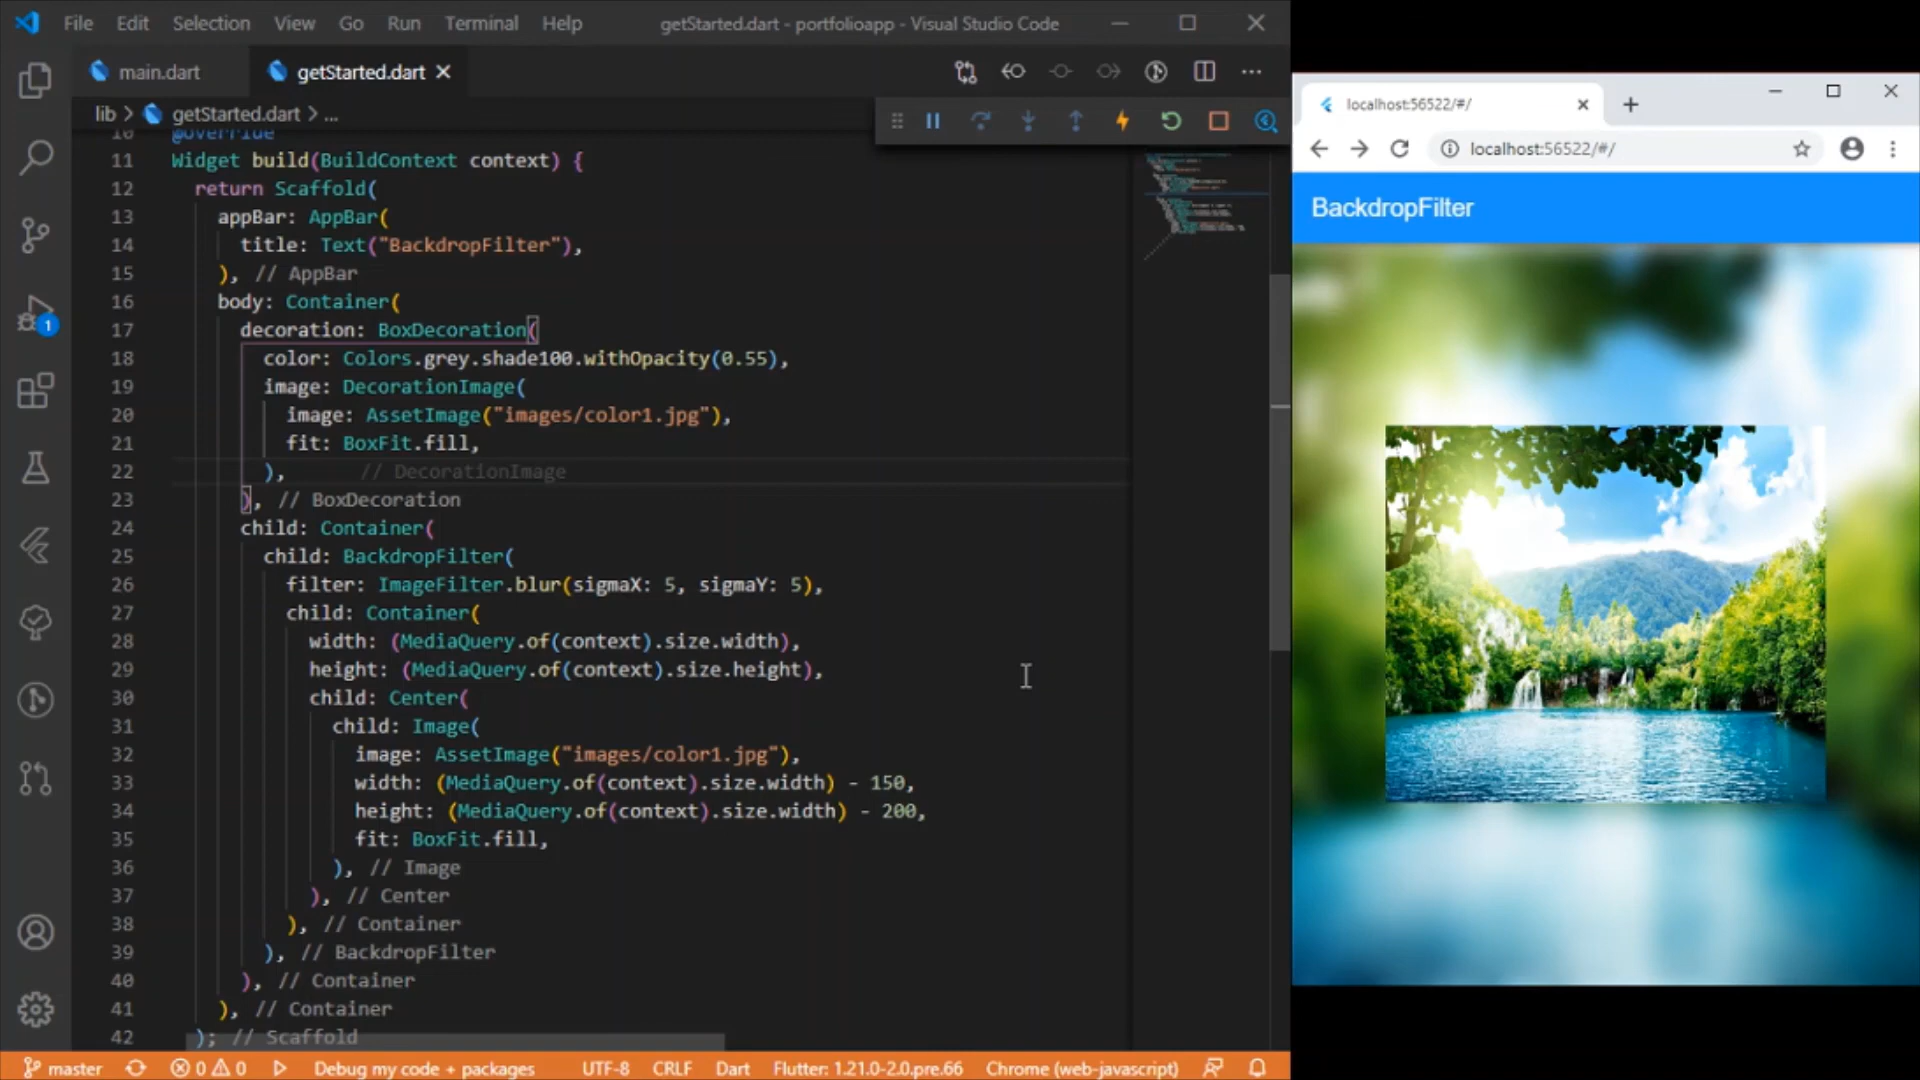 File Edit Selection View Go Run Terminal Help getStarted.dart - portfolioapp - Visual Studio Code
main.dart getStarted.dart
lib > getStarted.dart > ...
10 @override
11 Widget build(BuildContext context) {
12 return Scaffold(
13 appBar: AppBar(
14 title: Text("BackdropFilter"),
15 ), // AppBar
16 body: Container(
17 decoration: BoxDecoration(
18 color: Colors.grey.shade100.withOpacity(0.55),
19 image: DecorationImage(
20 image: AssetImage("images/color1.jpg"),
21 fit: BoxFit.fill,
22 ), // DecorationImage
23 ), // BoxDecoration
24 child: Container(
25 child: BackdropFilter(
26 filter: ImageFilter.blur(sigmaX: 5, sigmaY: 5),
27 child: Container(
28 width: (MediaQuery.of(context).size.width),
29 height: (MediaQuery.of(context).size.height),
30 child: Center(
31 child: Image(
32 image: AssetImage("images/color1.jpg"),
33 width: (MediaQuery.of(context).size.width) - 150,
34 height: (MediaQuery.of(context).size.width) - 200,
35 fit: BoxFit.fill,
36 ), // Image
37 ), // Center
38 ), // Container
39 ), // BackdropFilter
40 ), // Container
41 ), // Container
42 ); // Scaffold
1
master 0 0 Debug my code + packages UTF-8 CRLF Dart Flutter: 1.21.0-2.0.pre.66 Chrome (web-javascript)
localhost:56522/#/
localhost:56522/#/
BackdropFilter